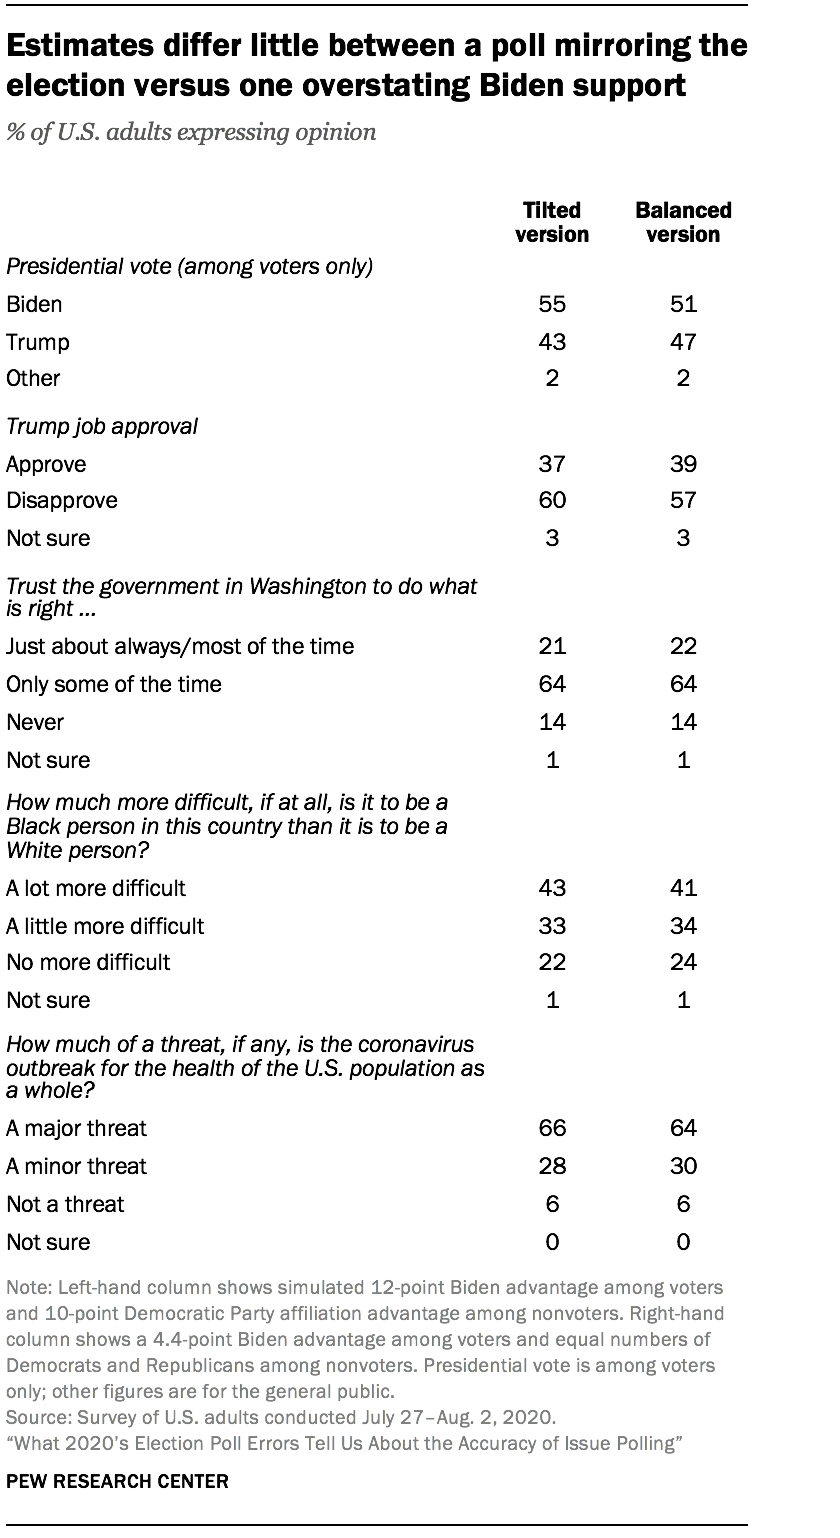 Estimates differ little between a poll mirroring the
election versus one overstating Biden support
% of U.S. adults expressing opinion
Tilted version Balanced version
Presidential vote (among voters only)
Biden 55 51
Trump 43 47
Other 2 2
Trump job approval
Approve 37 39
Disapprove 60 57
Not sure 3 3
Trust the government in Washington to do what
is right ...
Just about always/most of the time 21 22
Only some of the time 64 64
Never 14 14
Not sure 1 1
How much more difficult, if at all, is it to be a
Black person in this country than it is to be a
White person?
A lot more difficult 43 41
A little more difficult 33 34
No more difficult 22 24
Not sure 1 1
How much of a threat, if any, is the coronavirus
outbreak for the health of the U.S. population as
a whole?
A major threat 66 64
A minor threat 28 30
Not a threat 6 6
Not sure 0 0
Note: Left-hand column shows simulated 12-point Biden advantage among voters
and 10-point Democratic Party affiliation advantage among nonvoters. Right-hand
column shows a 4.4-point Biden advantage among voters and equal numbers of
Democrats and Republicans among nonvoters. Presidential vote is among voters
only; other figures are for the general public.
Source: Survey of U.S. adults conducted July 27–Aug. 2, 2020.
“What 2020’s Election Poll Errors Tell Us About the Accuracy of Issue Polling”
PEW RESEARCH CENTER